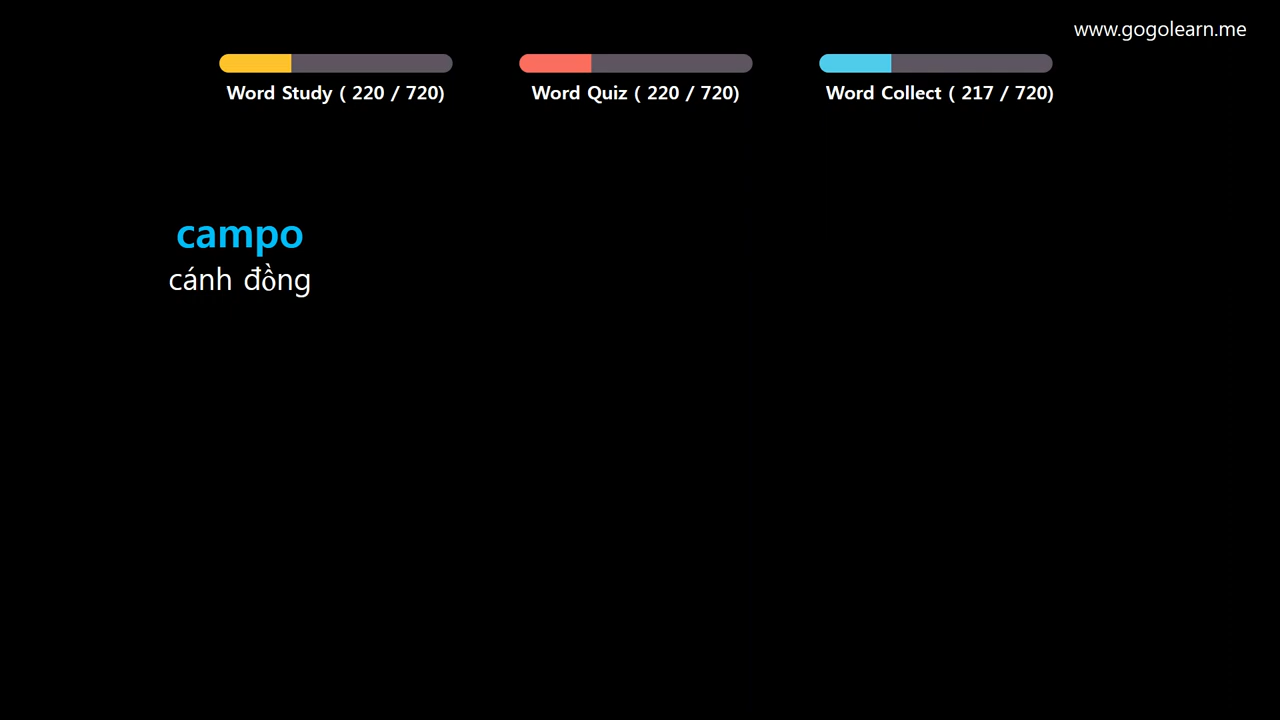 www.gogolearn.me
Word Study ( 220 / 720)
Word Quiz ( 220 / 720)
Word Collect ( 217 / 720)
campo
cánh đồng